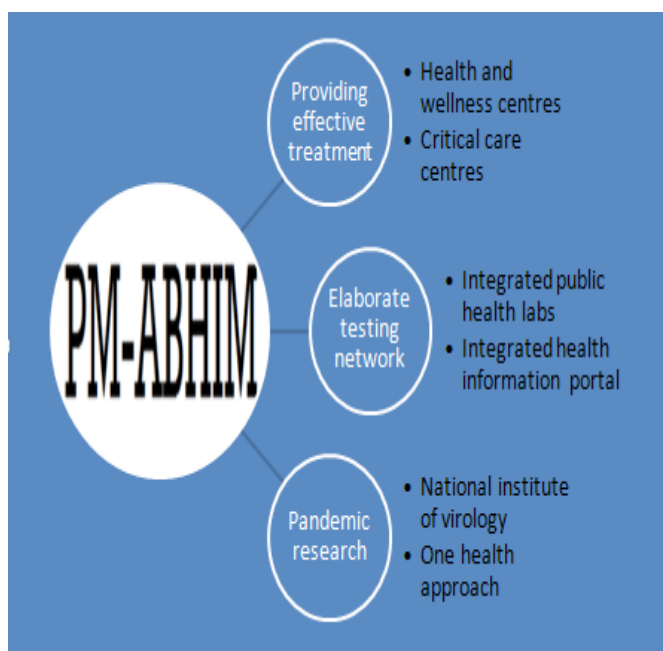 PM-ABHIM
Providing
effective
treatment
• Health and
wellness centres
• Critical care
centres
Elaborate
testing
network
• Integrated public
health labs
• Integrated health
information portal
Pandemic
research
• National institute
of virology
• One health
approach